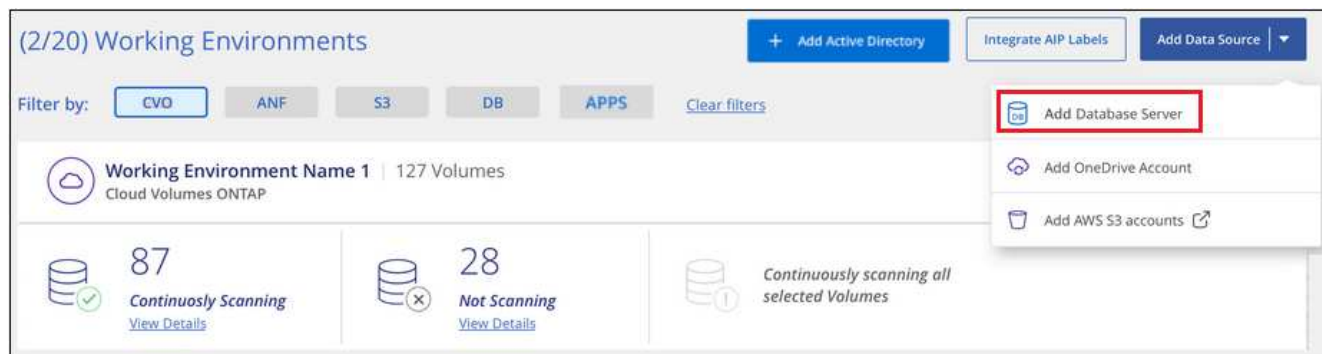 (2/20) Working Environments
+ Add Active Directory
Integrate AIP Labels
Add Data Source
Filter by: CVO ANF S3 DB APPS Clear filters
DB Add Database Server
Add OneDrive Account
Add AWS S3 accounts
Working Environment Name 1 | 127 Volumes
Cloud Volumes ONTAP
87
Continuosly Scanning
View Details
28
Not Scanning
View Details
Continuously scanning all
selected Volumes